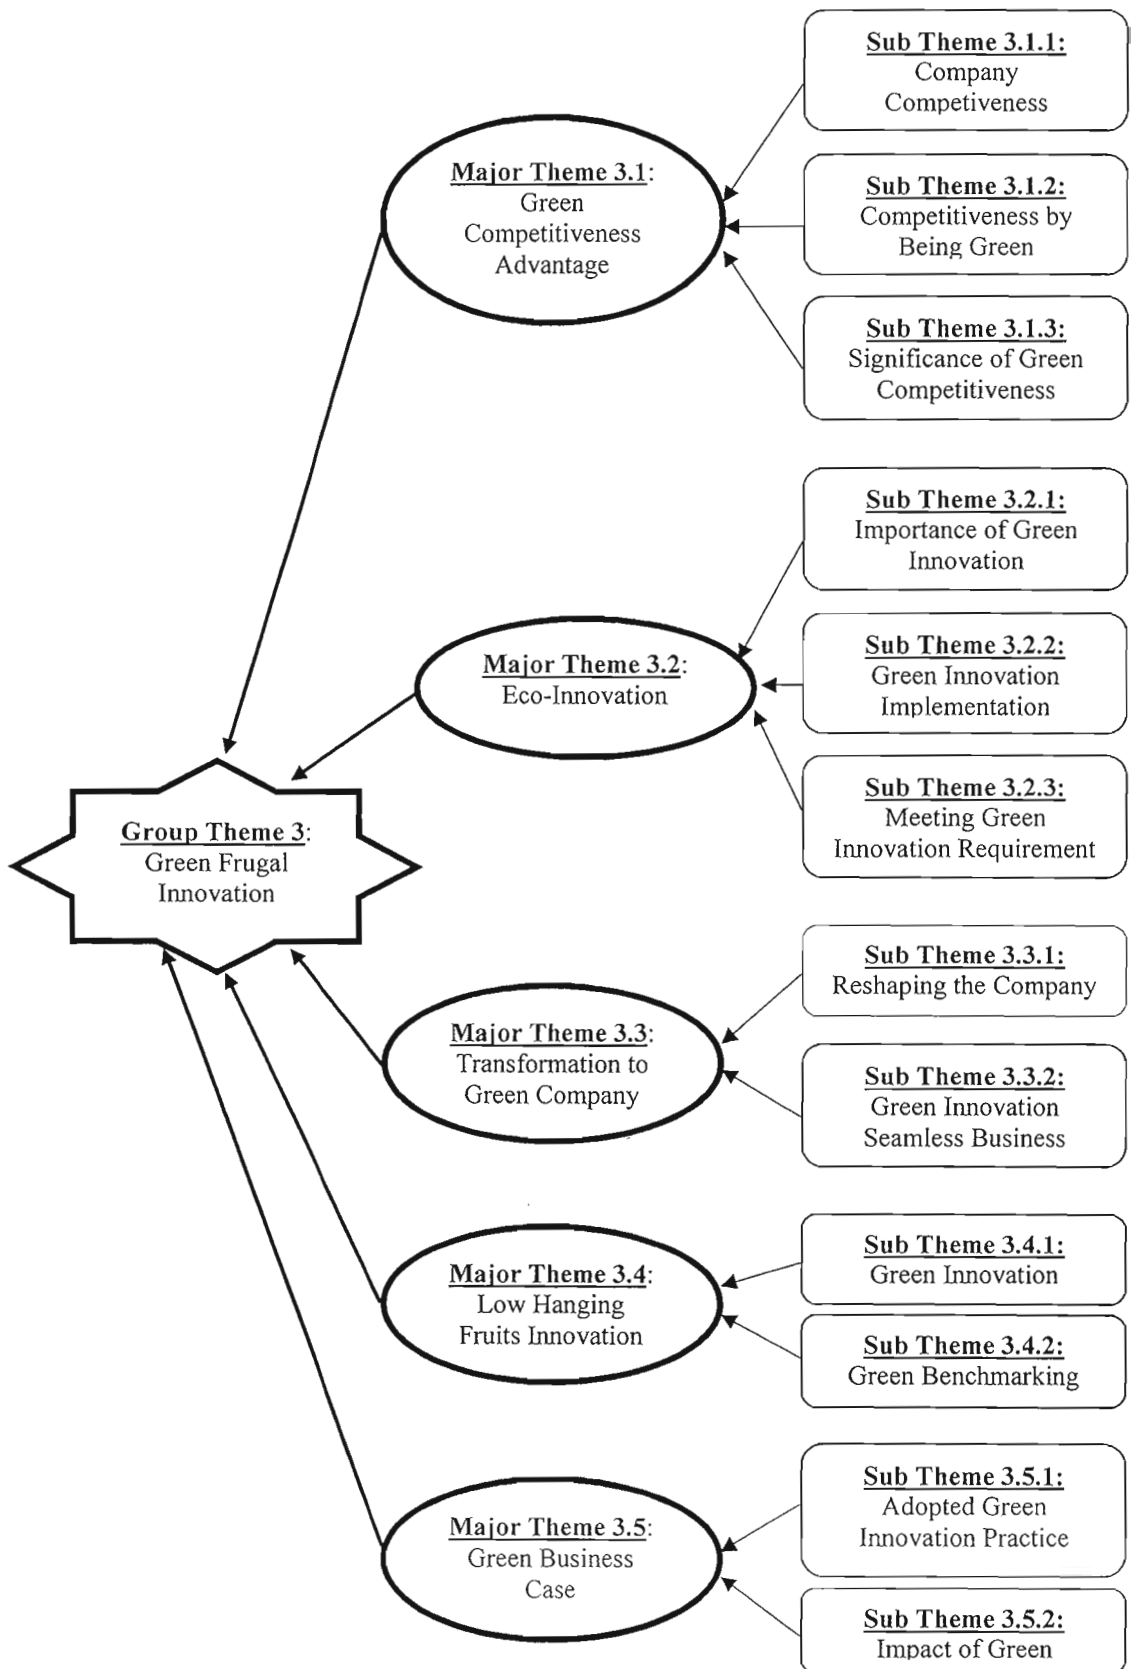 Sub Theme 3.1.1:
Company
Competiveness
Major Theme 3.1:
Green
Competitiveness
Advantage
Sub Theme 3.1.2:
Competitiveness by
Being Green
Sub Theme 3.1.3:
Significance of Green
Competitiveness
Sub Theme 3.2.1:
Importance of Green
Innovation
Major Theme 3.2:
Eco-Innovation
Sub Theme 3.2.2:
Green Innovation
Implementation
Sub Theme 3.2.3:
Meeting Green
Innovation Requirement
Group Theme 3:
Green Frugal
Innovation
Sub Theme 3.3.1:
Reshaping the Company
Major Theme 3.3:
Transformation to
Green Company
Sub Theme 3.3.2:
Green Innovation
Seamless Business
Sub Theme 3.4.1:
Green Innovation
Major Theme 3.4:
Low Hanging
Fruits Innovation
Sub Theme 3.4.2:
Green Benchmarking
Sub Theme 3.5.1:
Adopted Green
Innovation Practice
Major Theme 3.5:
Green Business
Case
Sub Theme 3.5.2:
Impact of Green